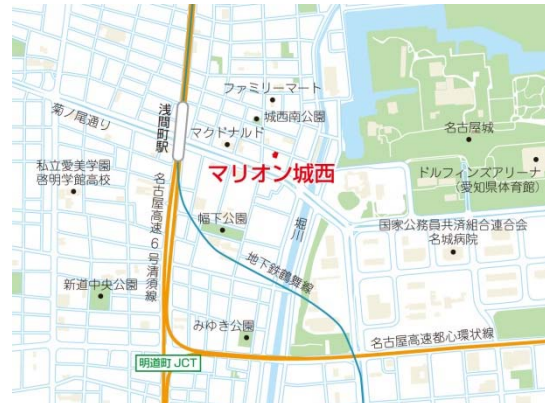 ファミリーマート
菊ノ尾通り
浅間町駅
城西南公園
マクドナルド
名古屋城
マリオン城西
私立愛美学園
啓明学館高校
ドルフィンズアリーナ
（愛知県体育館）
名古屋高速6号清須線
幅下公園
堀川
国家公務員共済組合連合会
名城病院
地下鉄鶴舞線
新道中央公園
みゆき公園
名古屋高速都心環状線
明道町 JCT